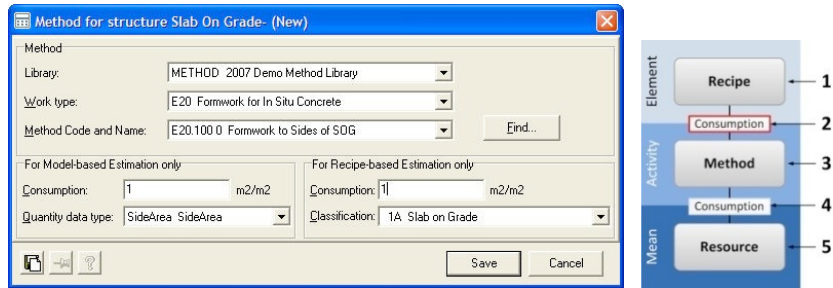 Method for structure Slab On Grade- (New)
Method
Library: METHOD 2007 Demo Method Library
Work type: E20 Formwork for In Situ Concrete
Method Code and Name: E20.100 0 Formwork to Sides of SOG Find...
For Model-based Estimation only
Consumption: 1 m2/m2
Quantity data type: SideArea SideArea
For Recipe-based Estimation only
Consumption: 1 m2/m2
Classification: 1A Slab on Grade
Save Cancel
Element
Recipe 1
Consumption 2
Activity
Method 3
Consumption 4
Mean
Resource 5